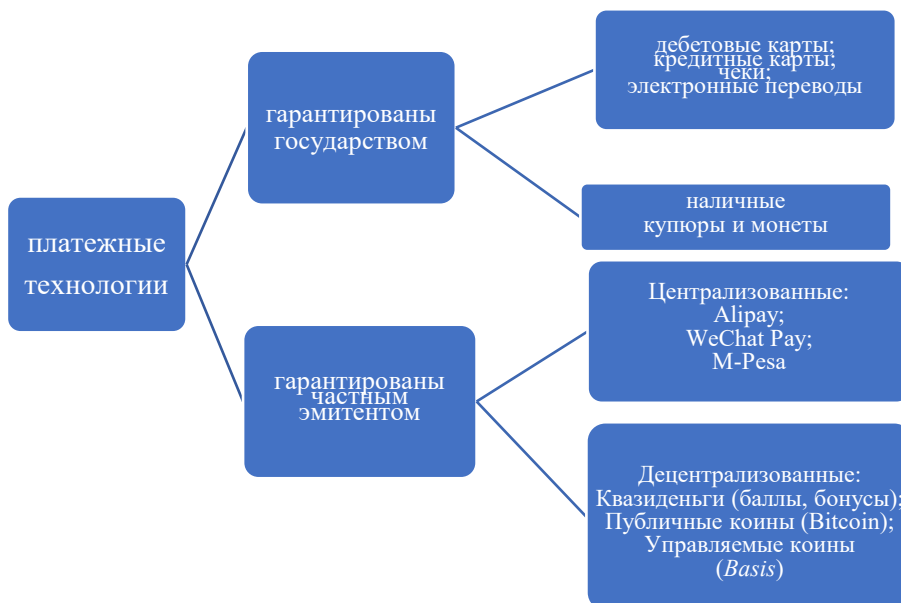 платежные
технологии
гарантированы
государством
дебетовые карты;
кредитные карты;
чеки;
электронные переводы
наличные
купюры и монеты
гарантированы
частным
эмитентом
Централизованные:
Alipay;
WeChat Pay;
M-Pesa
Децентрализованные:
Квазиденьги (баллы, бонусы);
Публичные коины (Bitcoin);
Управляемые коины
(Basis)